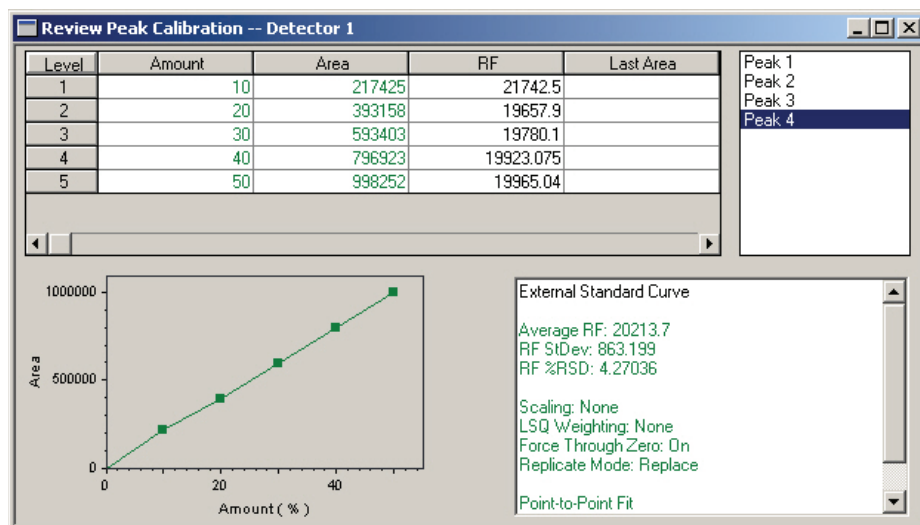 Review Peak Calibration -- Detector 1
Level Amount Area RF Last Area
1 10 217425 21742.5
2 20 393158 19657.9
3 30 593403 19780.1
4 40 796923 19923.075
5 50 998252 19965.04
Peak 1
Peak 2
Peak 3
Peak 4
1000000
500000
0
Area
0 20 40
Amount ( % )
External Standard Curve
Average RF: 20213.7
RF StDev: 863.199
RF %RSD: 4.27036
Scaling: None
LSQ Weighting: None
Force Through Zero: On
Replicate Mode: Replace
Point-to-Point Fit